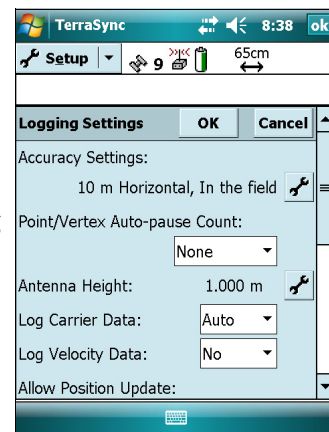 TerraSync 8:38 ok
Setup 9 65cm
Logging Settings OK Cancel
Accuracy Settings:
10 m Horizontal, In the field
Point/Vertex Auto-pause Count:
None
Antenna Height: 1.000 m
Log Carrier Data: Auto
Log Velocity Data: No
Allow Position Update: